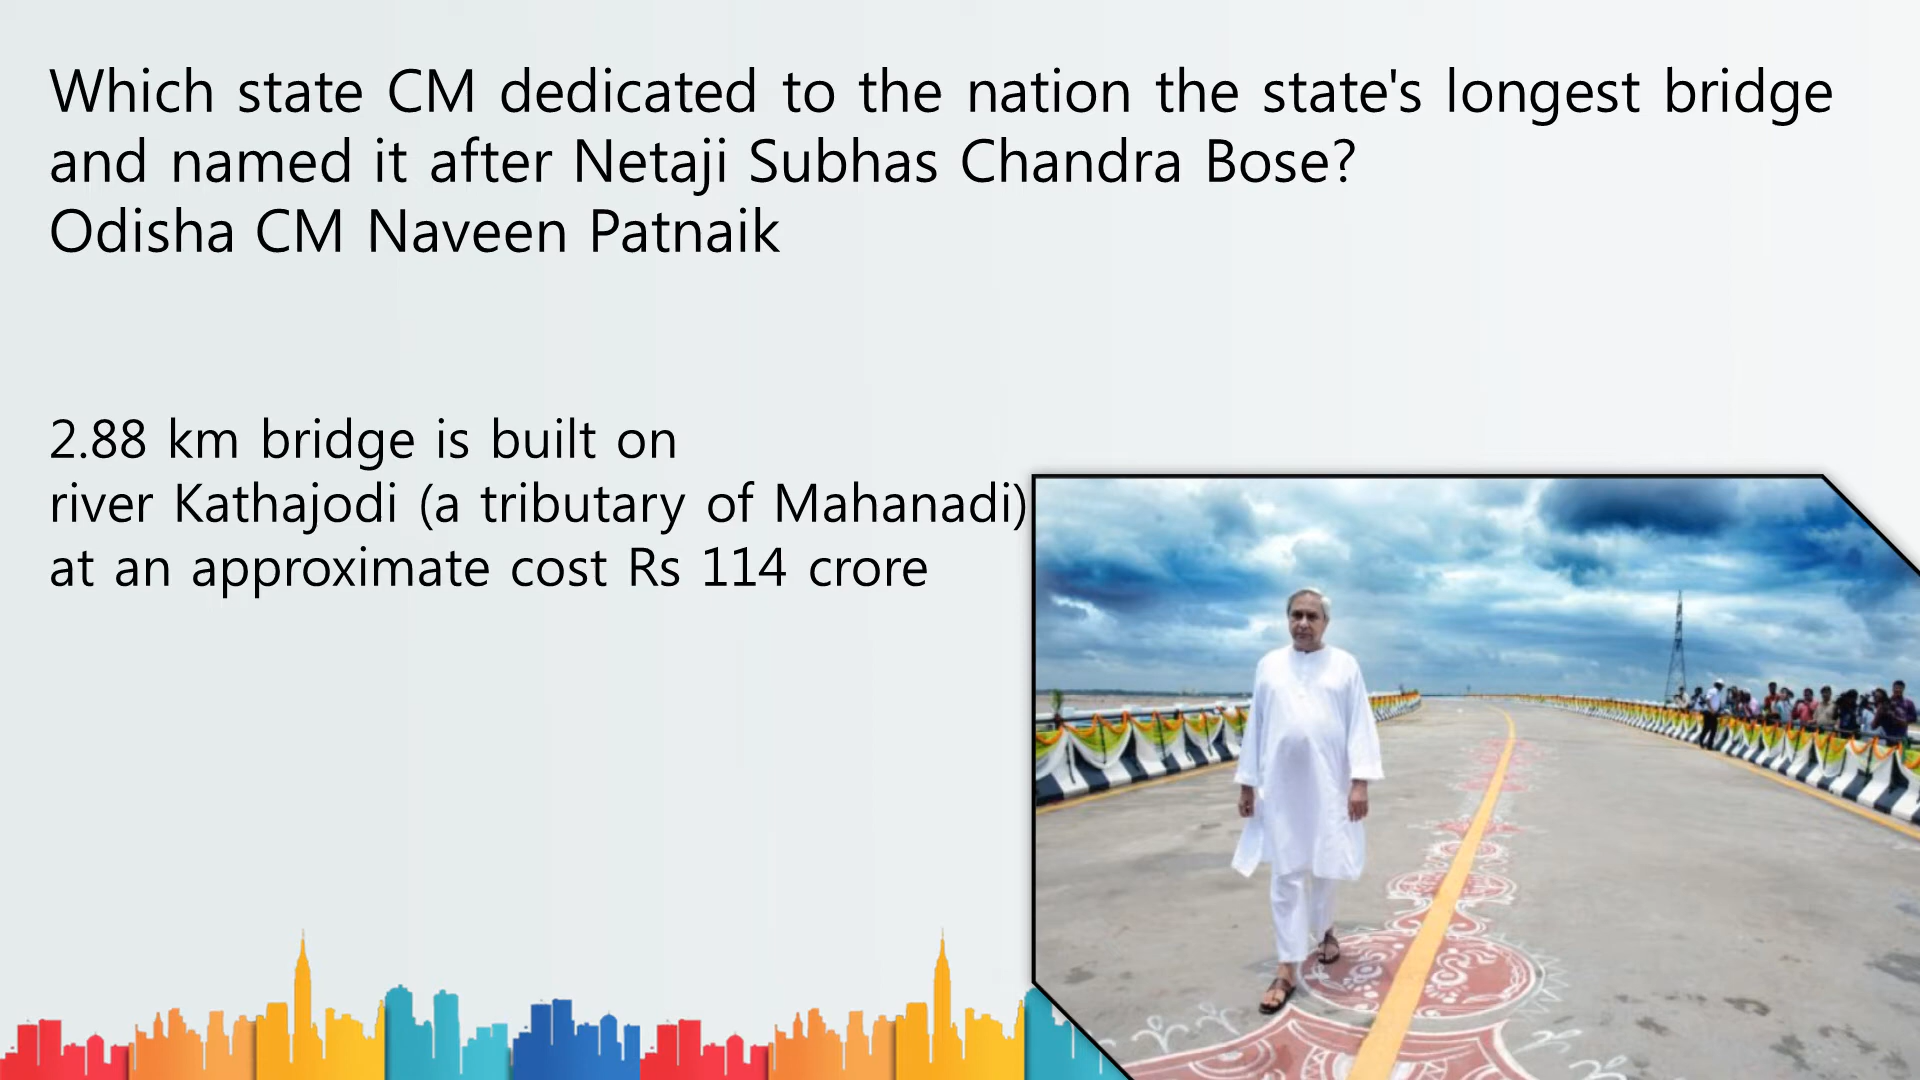 Which state CM dedicated to the nation the state's longest bridge
and named it after Netaji Subhas Chandra Bose?
Odisha CM Naveen Patnaik
2.88 km bridge is built on
river Kathajodi (a tributary of Mahanadi)
at an approximate cost Rs 114 crore